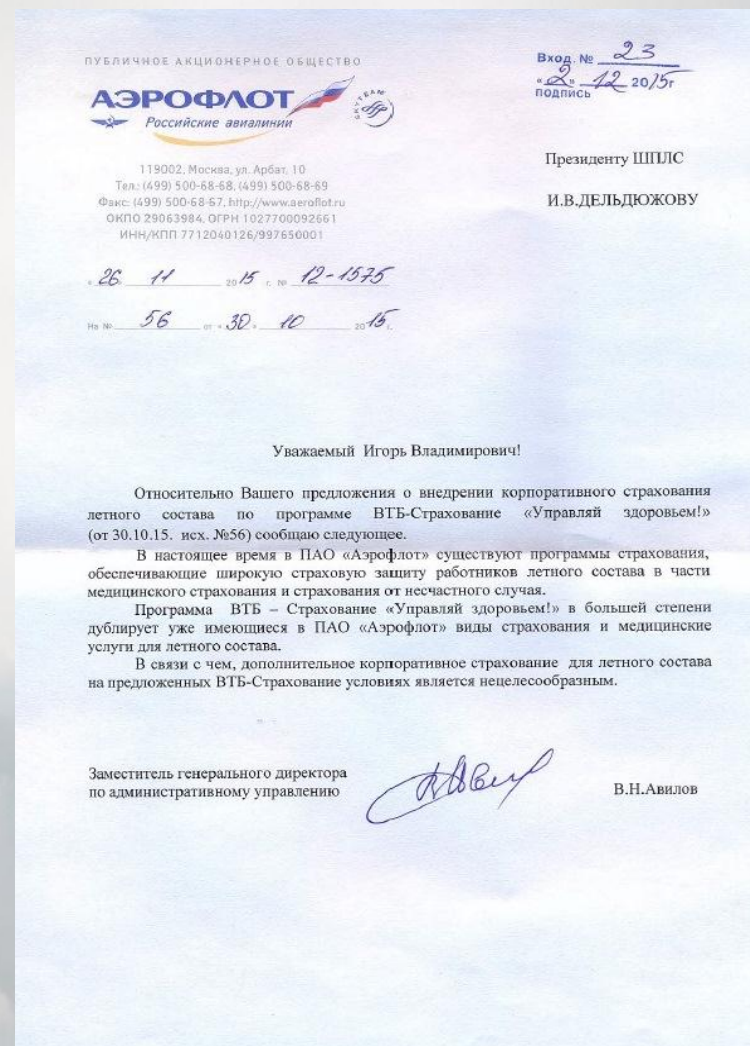 ПУБЛИЧНОЕ АКЦИОНЕРНОЕ ОБЩЕСТВО
АЭРОФЛОТ
Российские авиалинии
SKYTEAM
119002, Москва, ул. Арбат, 10
Тел.: (499) 500-68-68, (499) 500-68-69
Факс: (499) 500-68-67, http://www.aeroflot.ru
ОКПО 29063984, ОГРН 1027700092661
ИНН/КПП 7712040126/997650001
«26» 11 2015 г. № 12-1575
На № 56 от «30» 10 2015 г.
Вход. № 23
«2» 12 2015г
подпись
Президенту ШПЛС
И.В.ДЕЛЬДЮЖОВУ
Уважаемый Игорь Владимирович!
Относительно Вашего предложения о внедрении корпоративного страхования
летного состава по программе ВТБ-Страхование «Управляй здоровьем!»
(от 30.10.15. исх. №56) сообщаю следующее.
В настоящее время в ПАО «Аэрофлот» существуют программы страхования,
обеспечивающие широкую страховую защиту работников летного состава в части
медицинского страхования и страхования от несчастного случая.
Программа ВТБ – Страхование «Управляй здоровьем!» в большей степени
дублирует уже имеющиеся в ПАО «Аэрофлот» виды страхования и медицинские
услуги для летного состава.
В связи с чем, дополнительное корпоративное страхование для летного состава
на предложенных ВТБ-Страхование условиях является нецелесообразным.
Заместитель генерального директора
по административному управлению
В.Н.Авилов